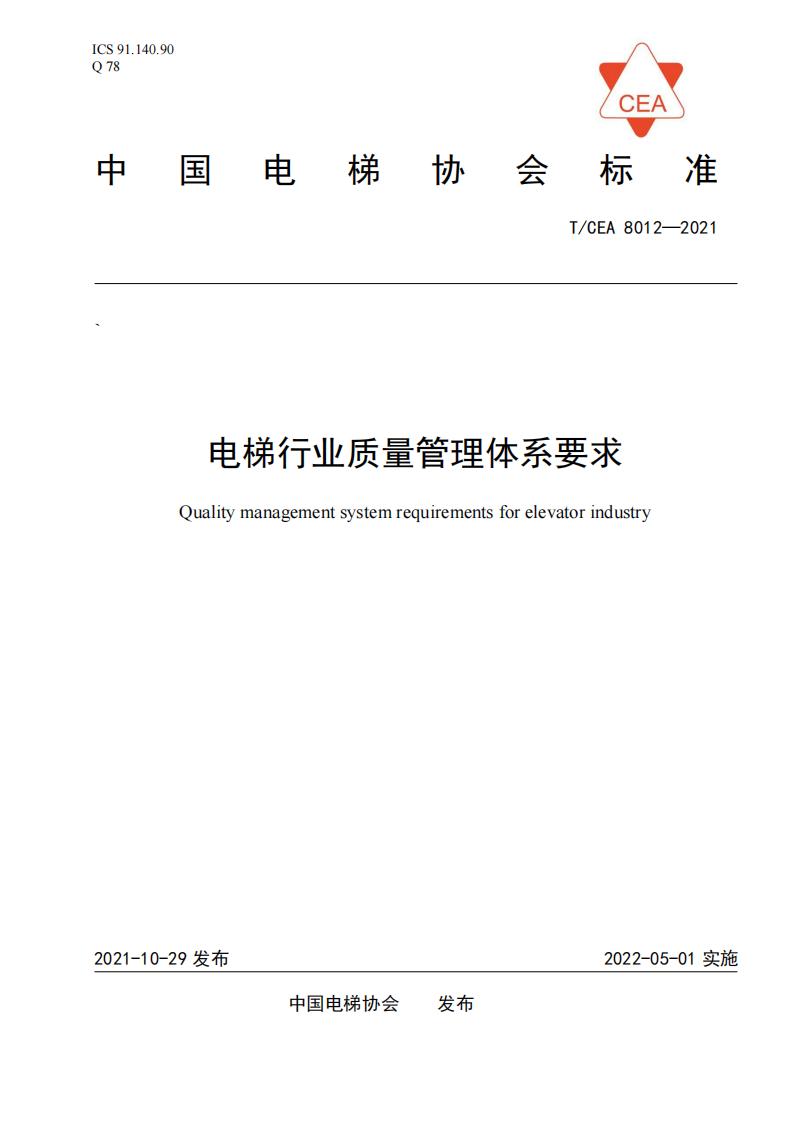 ICS 91.140.90
Q 78
CEA
中国电梯协会标准
T/CEA 8012—2021
`
电梯行业质量管理体系要求
Quality management system requirements for elevator industry
2021-10-29 发布 2022-05-01 实施
中国电梯协会 发布